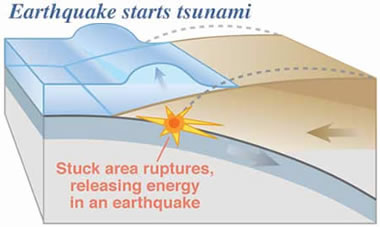 Earthquake starts tsunami
Stuck area ruptures,
releasing energy
in an earthquake